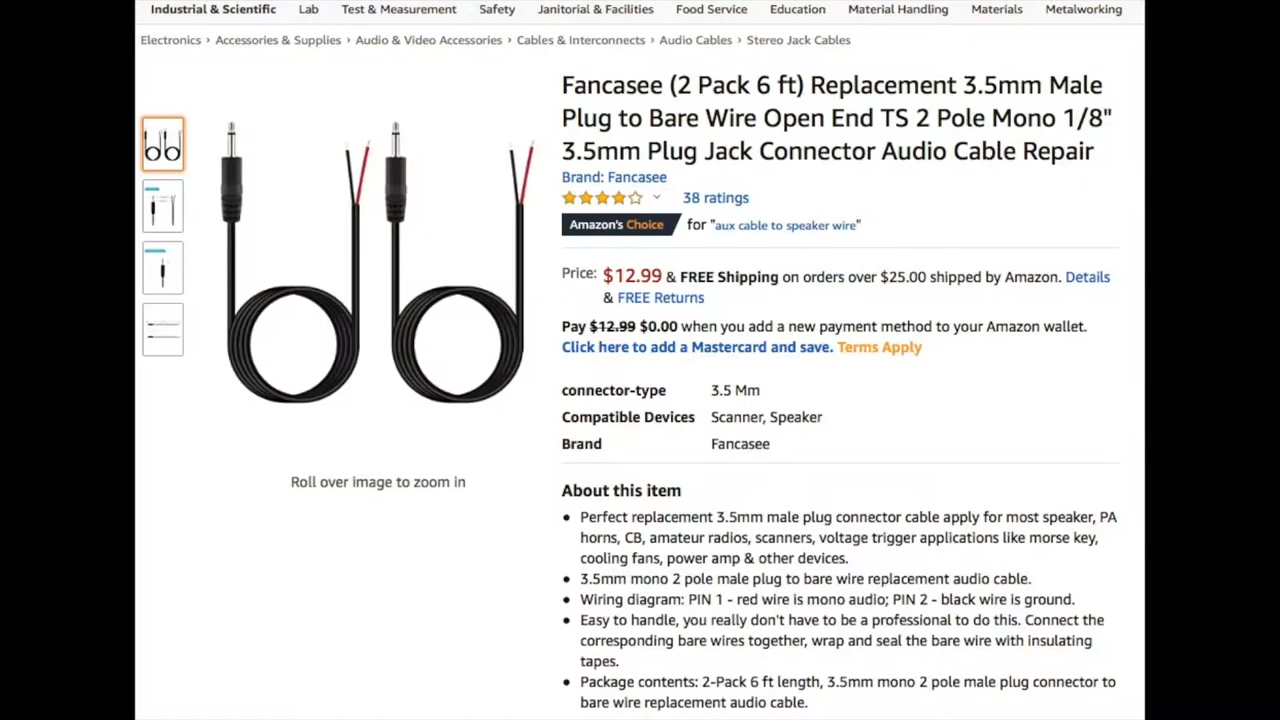 Industrial & Scientific Lab Test & Measurement Safety Janitorial & Facilities Food Service Education Material Handling Materials Metalworking
Electronics › Accessories & Supplies › Audio & Video Accessories › Cables & Interconnects › Audio Cables › Stereo Jack Cables
Fancasee (2 Pack 6 ft) Replacement 3.5mm Male
Plug to Bare Wire Open End TS 2 Pole Mono 1/8"
3.5mm Plug Jack Connector Audio Cable Repair
Brand: Fancasee
38 ratings
Amazon's Choice for "aux cable to speaker wire"
Price: $12.99 & FREE Shipping on orders over $25.00 shipped by Amazon. Details
& FREE Returns
Pay $12.99 $0.00 when you add a new payment method to your Amazon wallet.
Click here to add a Mastercard and save. Terms Apply
connector-type 3.5 Mm
Compatible Devices Scanner, Speaker
Brand Fancasee
Roll over image to zoom in
About this item
• Perfect replacement 3.5mm male plug connector cable apply for most speaker, PA
horns, CB, amateur radios, scanners, voltage trigger applications like morse key,
cooling fans, power amp & other devices.
• 3.5mm mono 2 pole male plug to bare wire replacement audio cable.
• Wiring diagram: PIN 1 - red wire is mono audio; PIN 2 - black wire is ground.
• Easy to handle, you really don't have to be a professional to do this. Connect the
corresponding bare wires together, wrap and seal the bare wire with insulating
tapes.
• Package contents: 2-Pack 6 ft length, 3.5mm mono 2 pole male plug connector to
bare wire replacement audio cable.